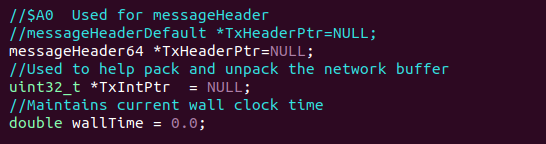 //$A0  Used for messageHeader
//messageHeaderDefault *TxHeaderPtr=NULL;
messageHeader64 *TxHeaderPtr=NULL;
//Used to help pack and unpack the network buffer
uint32_t *TxIntPtr  = NULL;
//Maintains current wall clock time
double wallTime = 0.0;